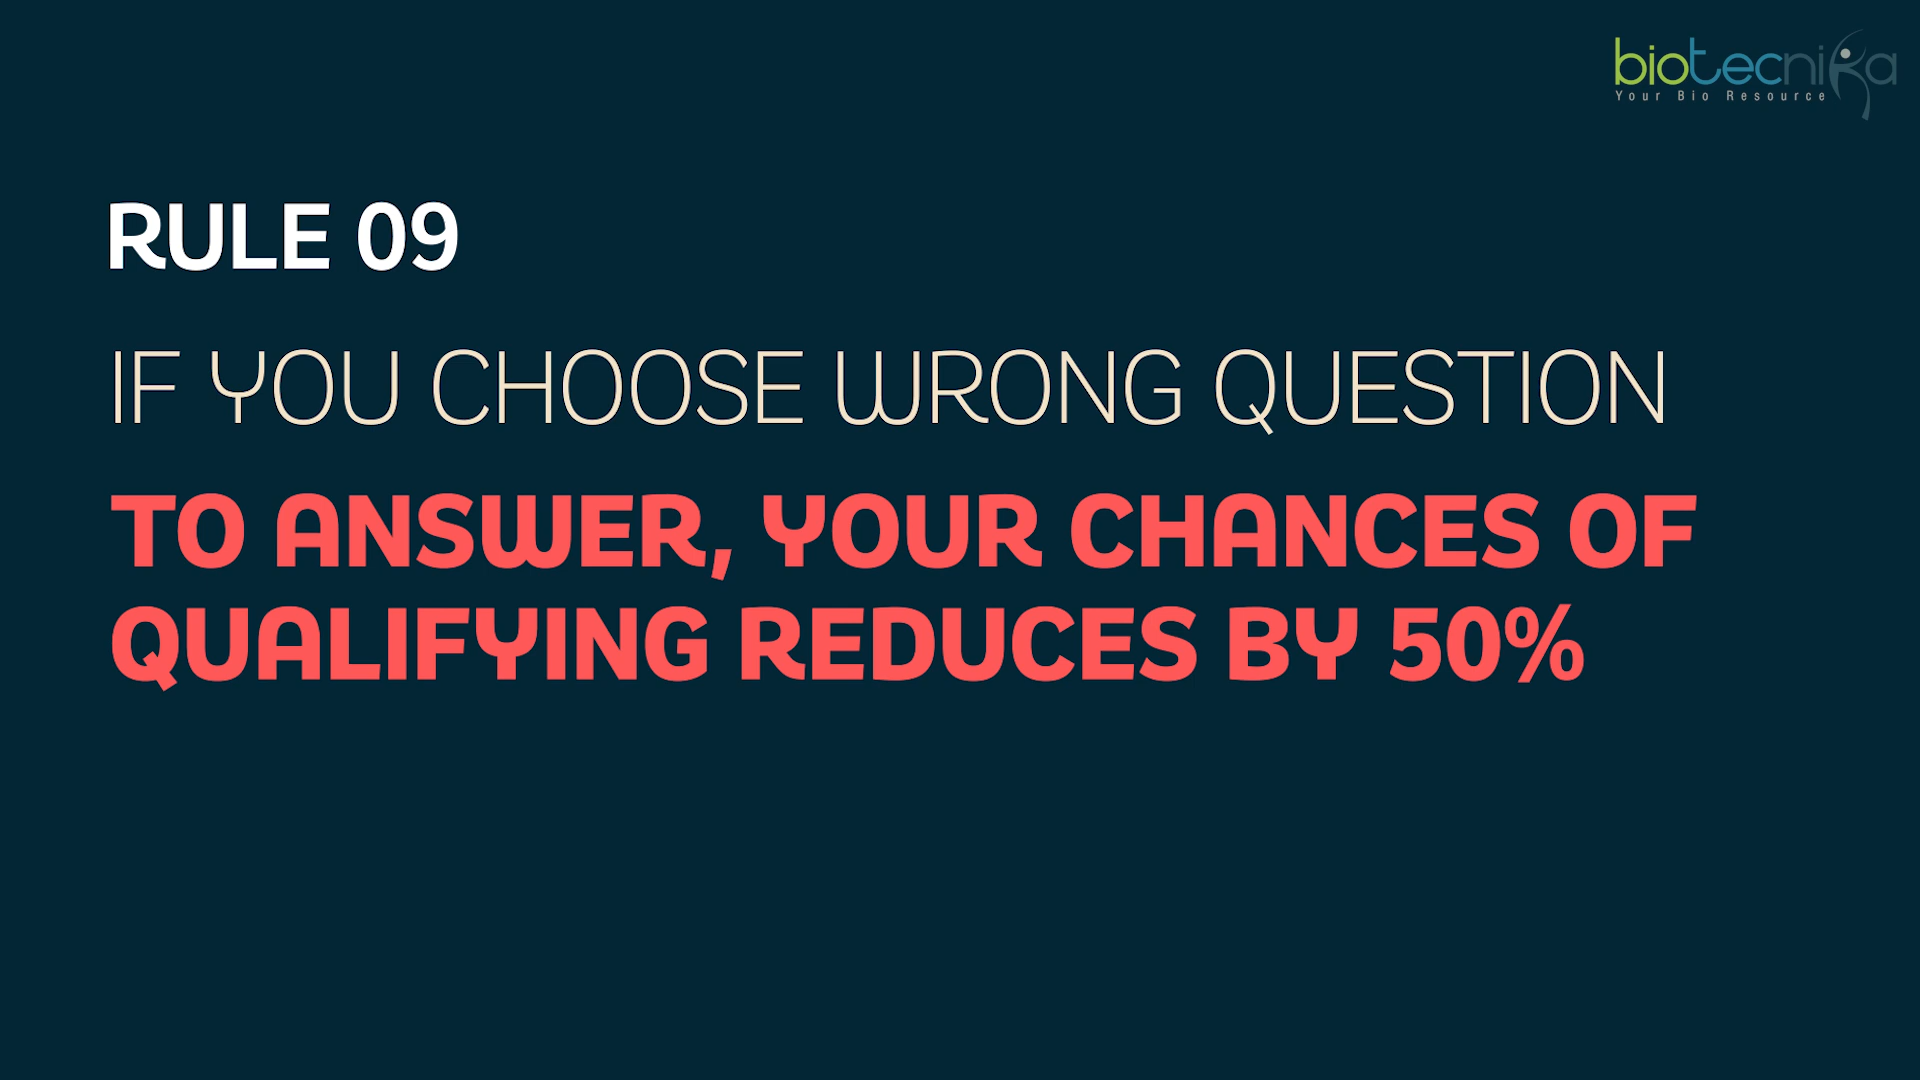 biotecnika
Your Bio Resource
RULE 09
IF YOU CHOOSE WRONG QUESTION
TO ANSWER, YOUR CHANCES OF
QUALIFYING REDUCES BY 50%